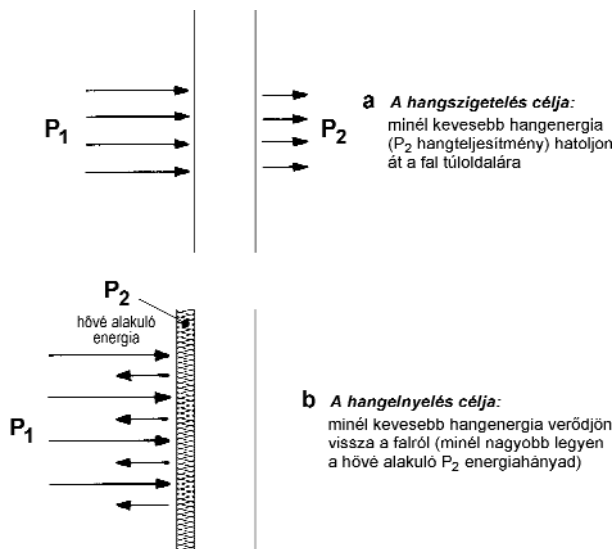 P1
P2
a A hangszigetelés célja:
minél kevesebb hangenergia
(P2 hangteljesítmény) hatoljon
át a fal túloldalára
P2
hővé alakuló
energia
P1
b A hangelnyelés célja:
minél kevesebb hangenergia verődjön
vissza a falról (minél nagyobb legyen
a hővé alakuló P2 energiahányad)